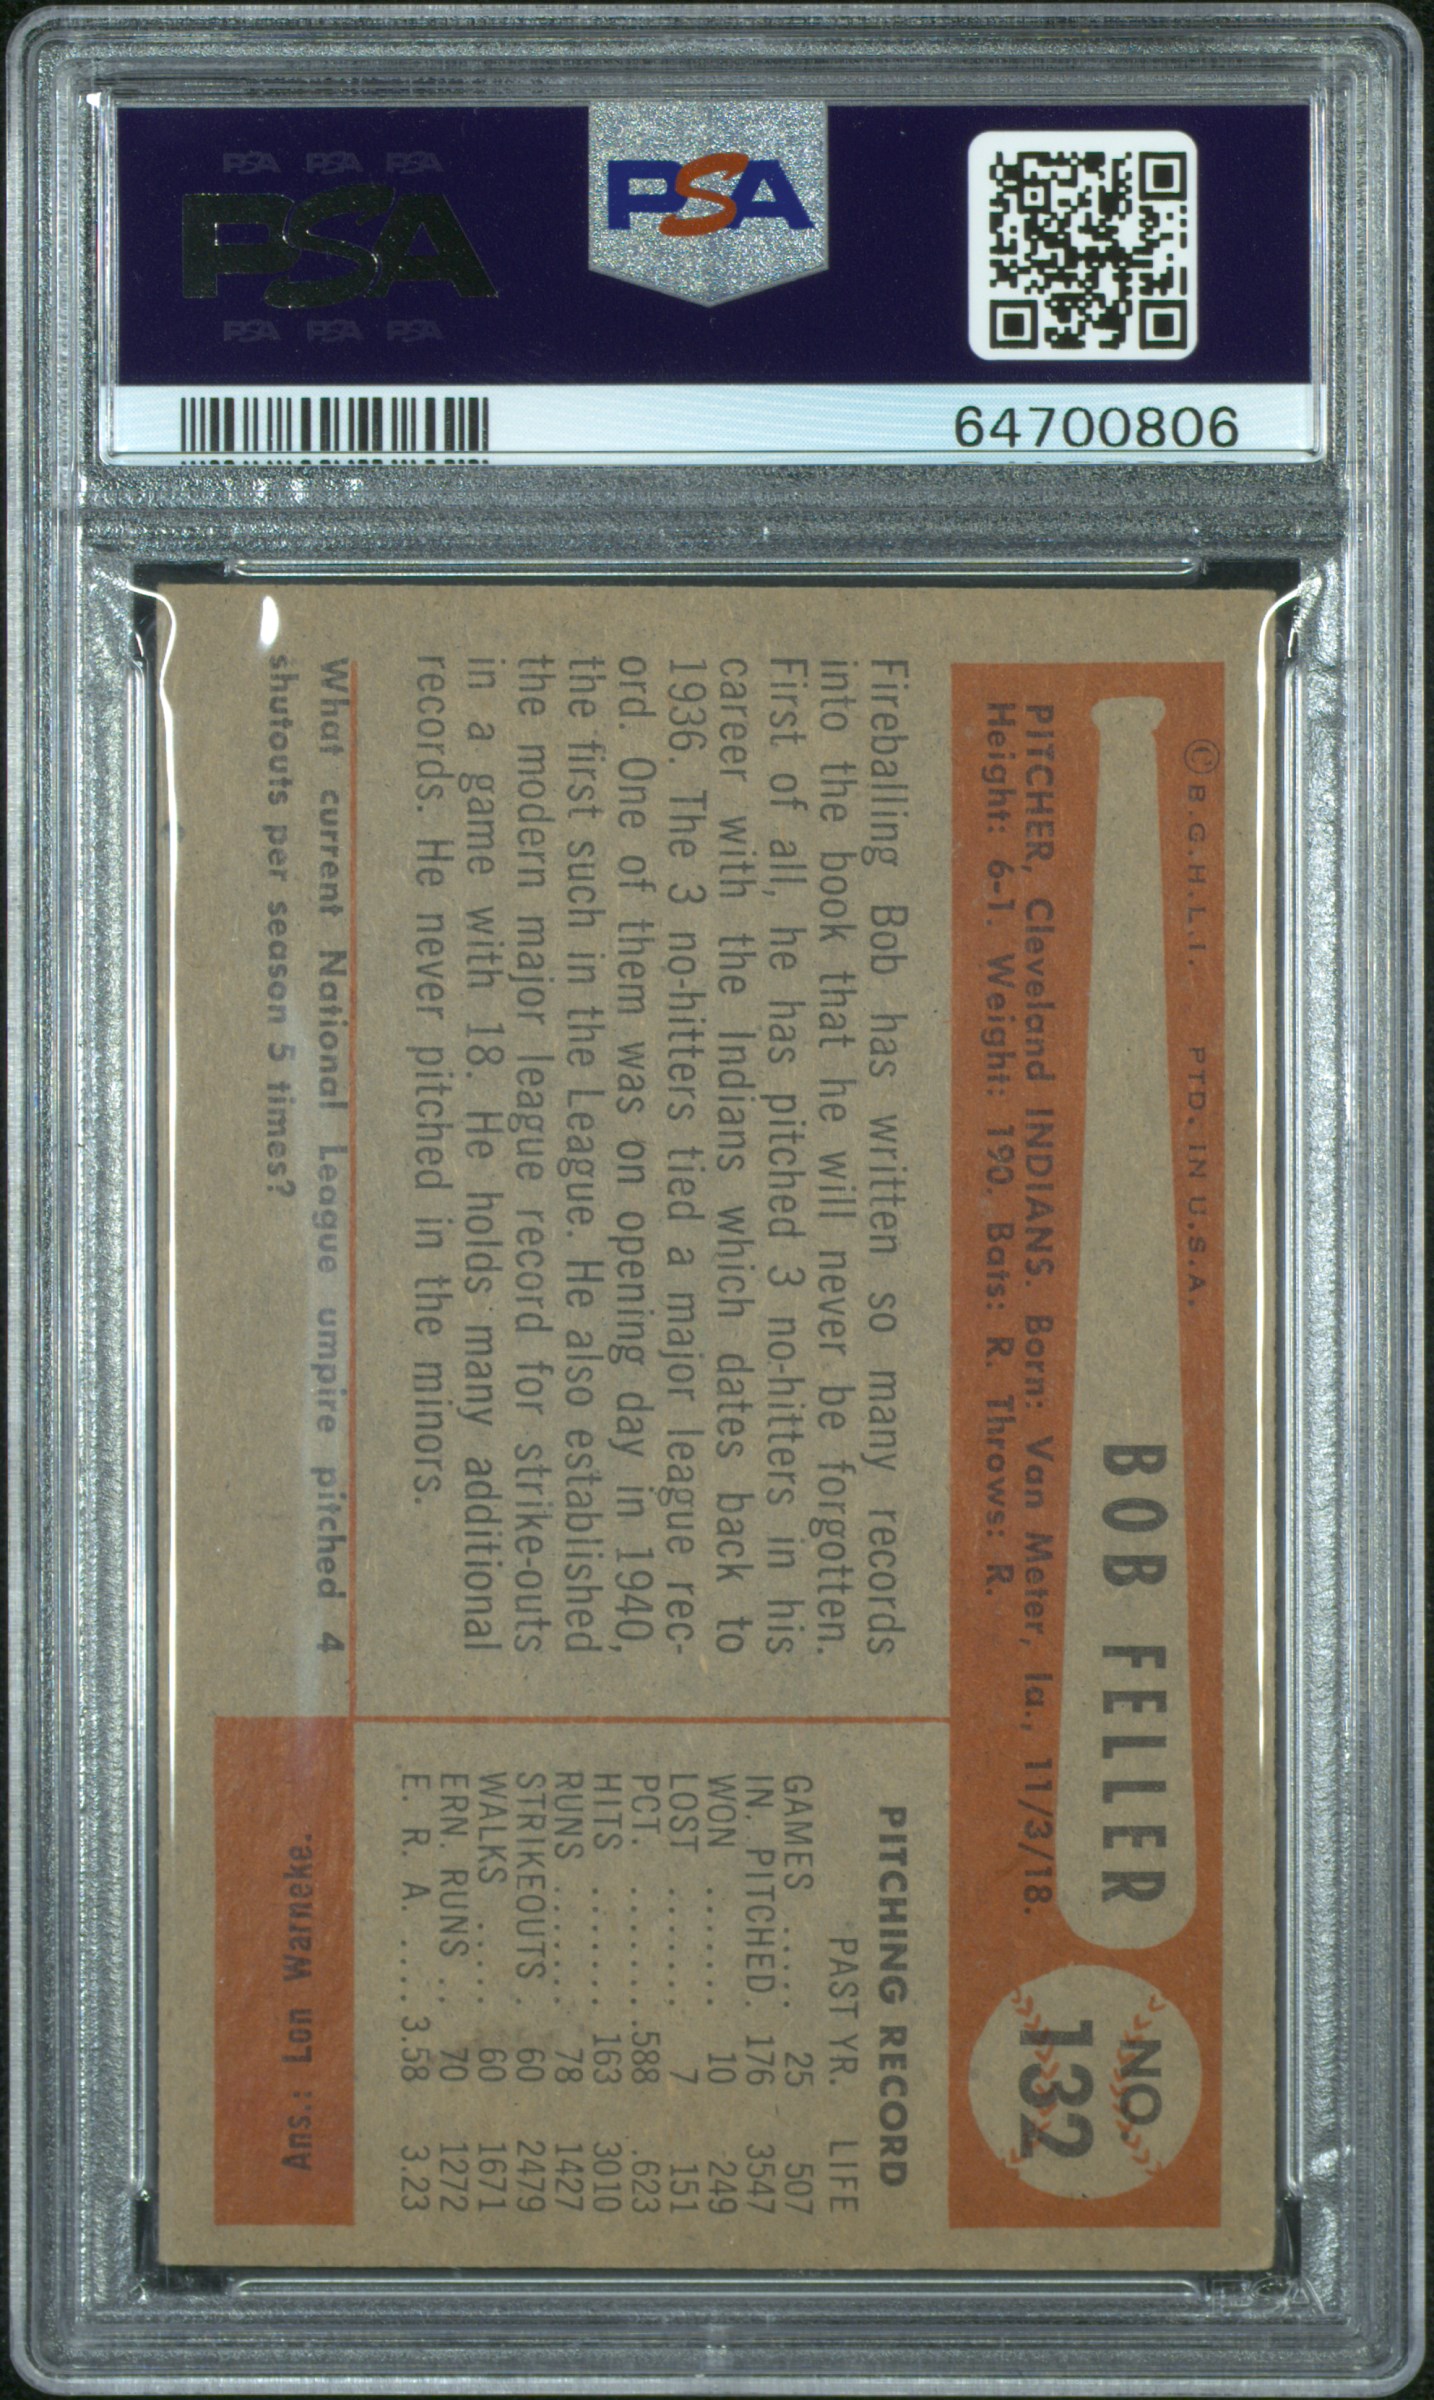 PSA PSA PSA
PSA
PSA PSA PSA
PSA
64700806
© B.G.H.L.I. PTD. IN U.S.A.
BOB FELLER
NO.
132
PITCHER, Cleveland INDIANS. Born: Van Meter, Ia., 11/3/18.
Height: 6-1. Weight: 190. Bats: R. Throws: R.
Fireballing Bob has written so many records
into the book that he will never be forgotten.
First of all, he has pitched 3 no-hitters in his
career with the Indians which dates back to
1936. The 3 no-hitters tied a major league rec-
ord. One of them was on opening day in 1940,
the first such in the League. He also established
the modern major league record for strike-outs
in a game with 18. He holds many additional
records. He never pitched in the minors.
PITCHING RECORD
PAST YR. LIFE
GAMES .... 25 507
IN. PITCHED. 176 3547
WON ....... 10 249
LOST ...... 7 151
PCT. ....... .588 .623
HITS ...... 163 3010
RUNS ...... 78 1427
STRIKEOUTS . 60 2479
WALKS .... 60 1671
ERN. RUNS .. 70 1272
E. R. A. .... 3.58 3.23
What current National League umpire pitched 4
shutouts per season 5 times?
Ans.: Lon Warneke.
PSA